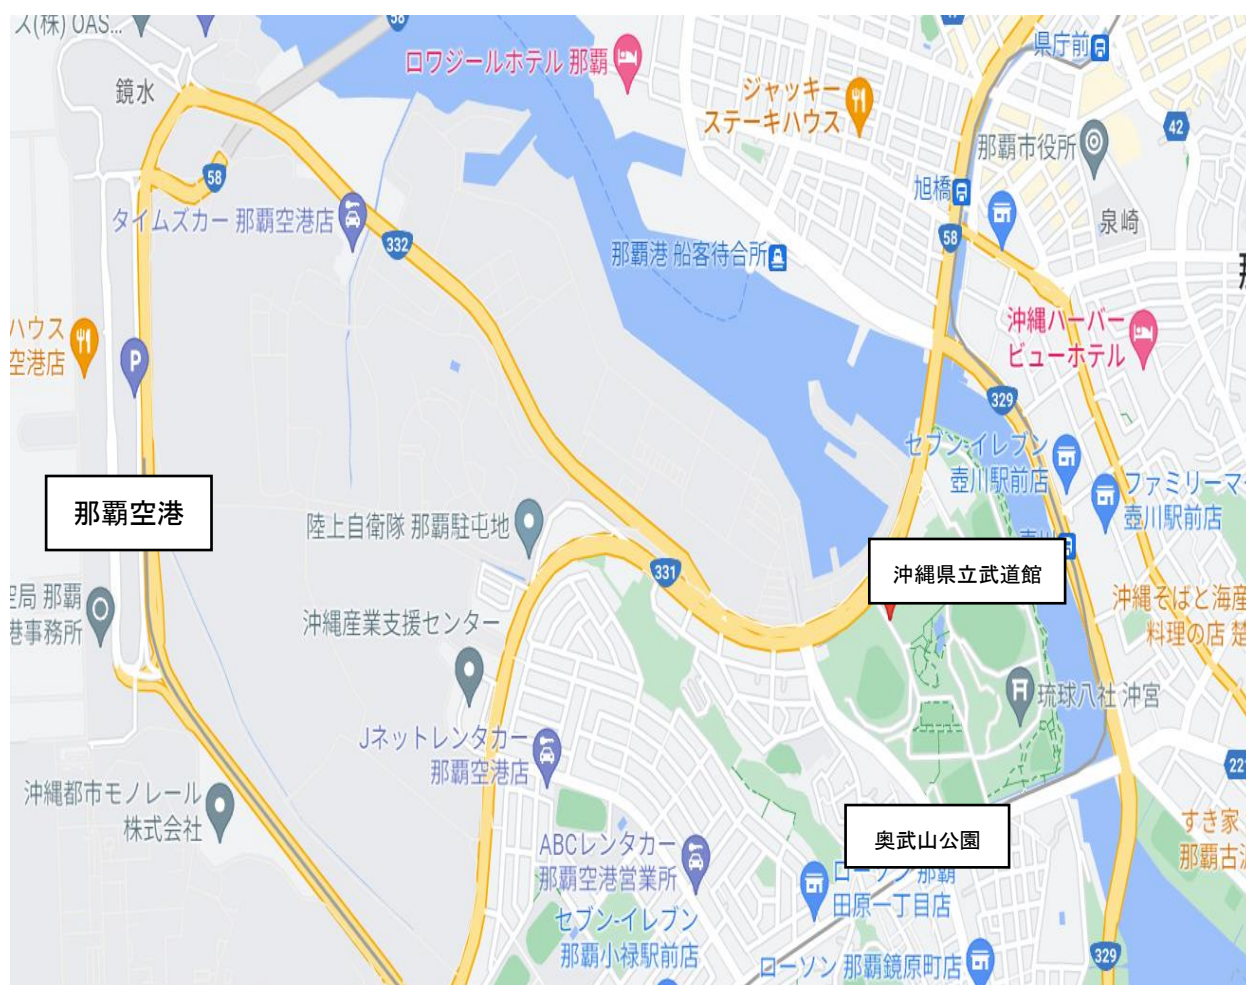 ス(株) OAS...
58
県庁前
ロワジールホテル 那覇
鏡水
ジャッキー
ステーキハウス
42
那覇市役所
58
旭橋
タイムズカー 那覇空港店
泉崎
332
那覇港 船客待合所
58
ハウス
空港店
P
沖縄ハーバー
ビューホテル
329
セブン-イレブン
壺川駅前店
ファミリーマ
壺川駅前店
那覇空港
陸上自衛隊 那覇駐屯地
331
沖縄県立武道館
局 那覇
港事務所
沖縄産業支援センター
沖縄そばと海産
料理の店 楚
琉球八社 沖宮
Jネットレンタカー
那覇空港店
221
沖縄都市モノレール
株式会社
奥武山公園
すき家
那覇古波
ABCレンタカー
那覇空港営業所
ローソン 那覇
田原一丁目店
セブン-イレブン
那覇小禄駅前店
ローソン 那覇鏡原町店
329